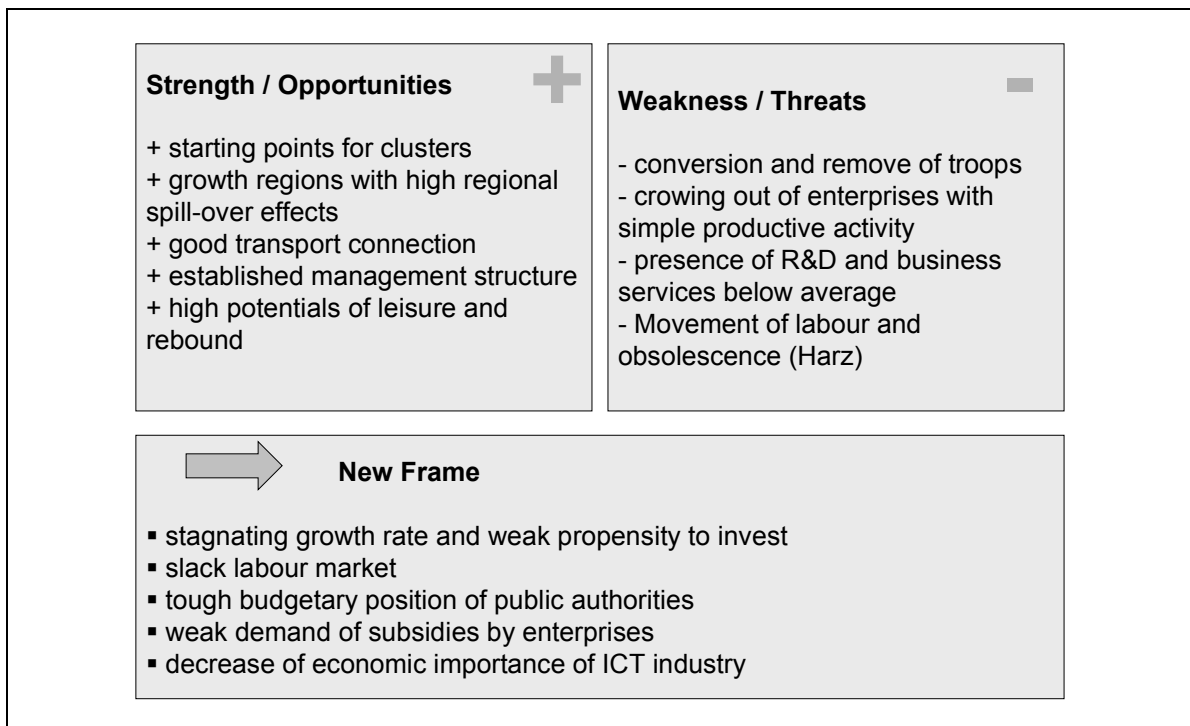 Strength / Opportunities
+
+ starting points for clusters
+ growth regions with high regional
spill-over effects
+ good transport connection
+ established management structure
+ high potentials of leisure and
rebound
Weakness / Threats
-
- conversion and remove of troops
- crowing out of enterprises with
simple productive activity
- presence of R&D and business
services below average
- Movement of labour and
obsolescence (Harz)
New Frame
▪ stagnating growth rate and weak propensity to invest
▪ slack labour market
▪ tough budgetary position of public authorities
▪ weak demand of subsidies by enterprises
▪ decrease of economic importance of ICT industry